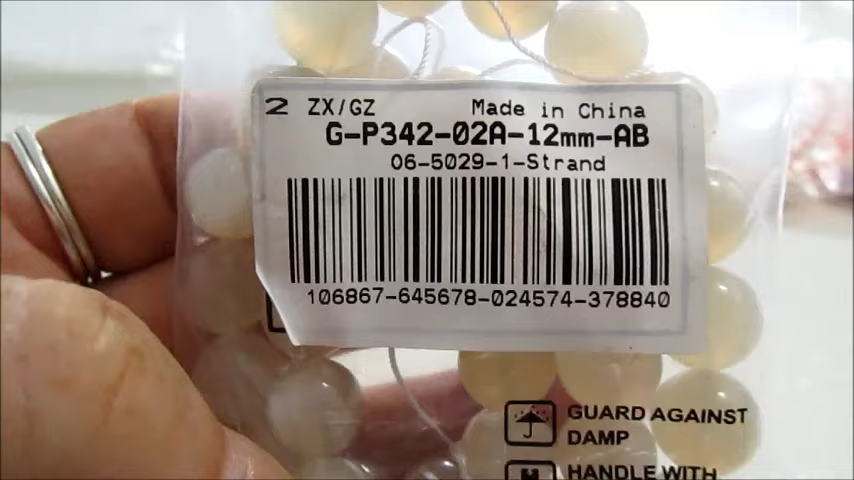 2 ZX/GZ Made in China
G-P342-02A-12mm-AB
06-5029-1-Strand
106867-645678-024574-378840
GUARD AGAINST
DAMP
HANDLE WITH